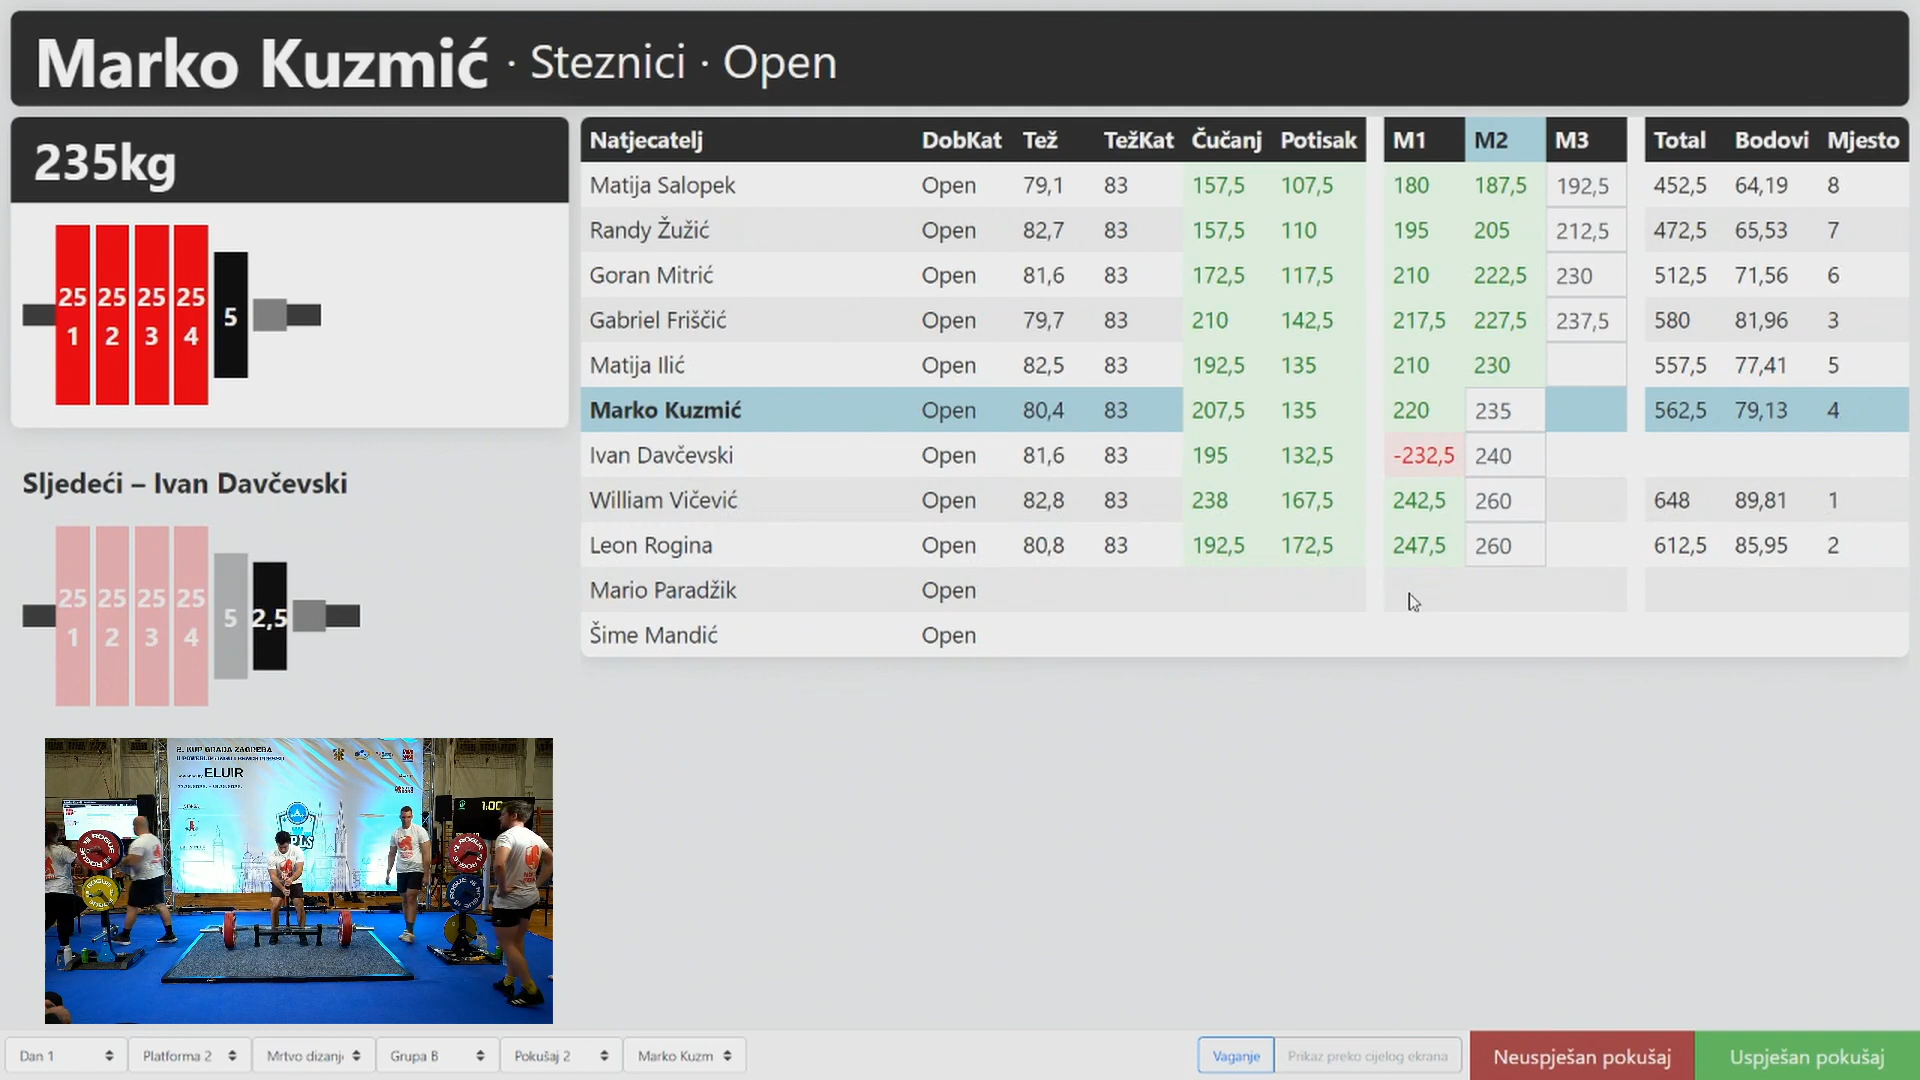 Marko Kuzmić · Steznici · Open
235kg
25 25 25 25 5
1 2 3 4
Sljedeći – Ivan Davčevski
25 25 25 25 5 2,5
1 2 3 4
Natjecatelj DobKat Tež TežKat Čučanj Potisak M1 M2 M3 Total Bodovi Mjesto
Matija Salopek Open 79,1 83 157,5 107,5 180 187,5 192,5 452,5 64,19 8
Randy Žužić Open 82,7 83 157,5 110 195 205 212,5 472,5 65,53 7
Goran Mitrić Open 81,6 83 172,5 117,5 210 222,5 230 512,5 71,56 6
Gabriel Friščić Open 79,7 83 210 142,5 217,5 227,5 237,5 580 81,96 3
Matija Ilić Open 82,5 83 192,5 135 210 230 557,5 77,41 5
Marko Kuzmić Open 80,4 83 207,5 135 220 235 562,5 79,13 4
Ivan Davčevski Open 81,6 83 195 132,5 -232,5 240
William Vičević Open 82,8 83 238 167,5 242,5 260 648 89,81 1
Leon Rogina Open 80,8 83 192,5 172,5 247,5 260 612,5 85,95 2
Mario Paradžik Open
Šime Mandić Open
KUP GRADA ZAGREBA
ELUIR
1:00
ROGUE
ROGUE
Dan 1 Platforma 2 Mrtvo dizanj Grupa B Pokušaj 2 Marko Kuzm Vaganje Prikaz preko cijelog ekrana Neuspješan pokušaj Uspješan pokušaj